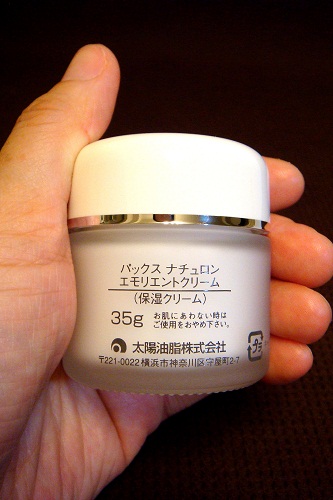 パックス ナチュロン
エモリエントクリーム
(保湿クリーム)
35g お肌にあわない時は
ご使用をおやめ下さい。
太陽油脂株式会社
〒221-0022 横浜市神奈川区守屋町2-7
プラ